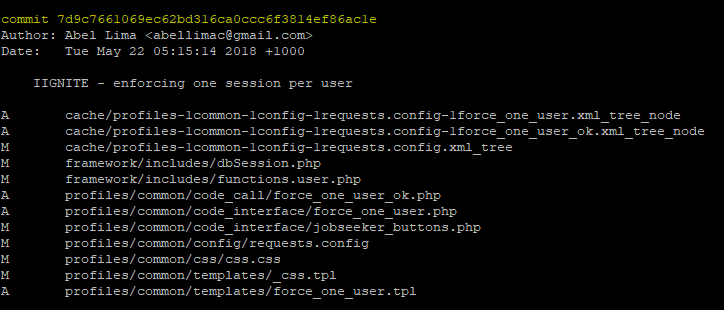 commit 7d9c7661069ec62bd316ca0ccc6f3814ef86ac1e
Author: Abel Lima <abellimac@gmail.com>
Date:   Tue May 22 05:15:14 2018 +1000
IIGNITE - enforcing one session per user
A       cache/profiles-1common-1config-1requests.config-1force_one_user.xml_tree_node
A       cache/profiles-1common-1config-1requests.config-1force_one_user_ok.xml_tree_node
M       cache/profiles-1common-1config-1requests.config.xml_tree
M       framework/includes/dbSession.php
M       framework/includes/functions.user.php
A       profiles/common/code_call/force_one_user_ok.php
A       profiles/common/code_interface/force_one_user.php
M       profiles/common/code_interface/jobseeker_buttons.php
M       profiles/common/config/requests.config
M       profiles/common/css/css.css
M       profiles/common/templates/_css.tpl
A       profiles/common/templates/force_one_user.tpl